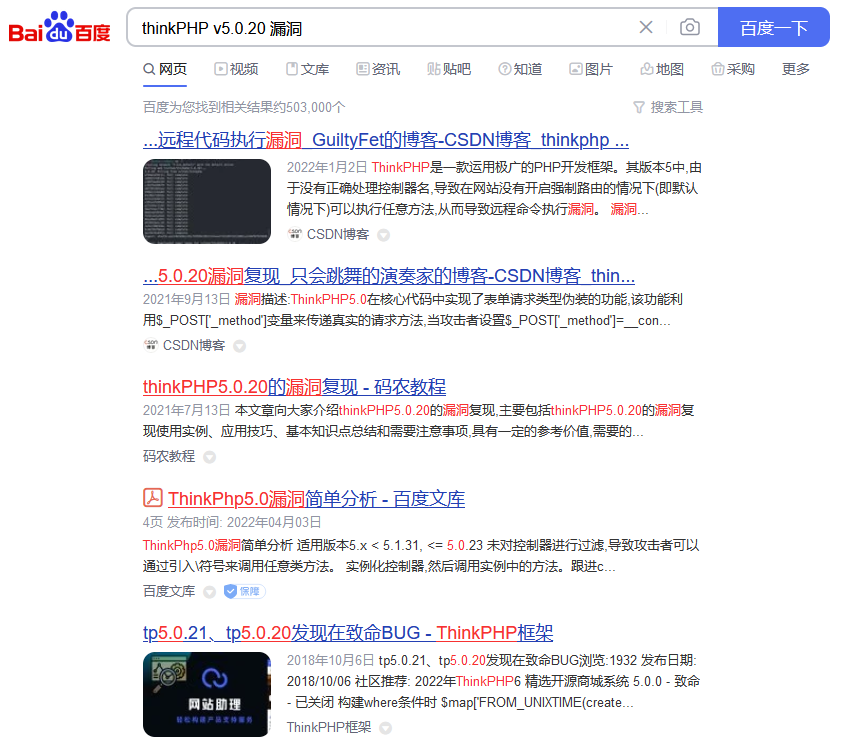 Bai du 百度 thinkPHP v5.0.20 漏洞 百度一下
网页 视频 文库 资讯 贴吧 知道 图片 地图 采购 更多
百度为您找到相关结果约503,000个 搜索工具
...远程代码执行漏洞_GuiltyFet的博客-CSDN博客_thinkphp ...
2022年1月2日 ThinkPHP是一款运用极广的PHP开发框架。其版本5中,由
于没有正确处理控制器名,导致在网站没有开启强制路由的情况下(即默认
情况下)可以执行任意方法,从而导致远程命令执行漏洞。 漏洞...
CSDN博客 CSDN博客
...5.0.20漏洞复现_只会跳舞的演奏家的博客-CSDN博客_thin...
2021年9月13日 漏洞描述:ThinkPHP5.0在核心代码中实现了表单请求类型伪装的功能,该功能利
用$_POST['_method']变量来传递真实的请求方法,当攻击者设置$_POST['_method']=__con...
CSDN博客 CSDN博客
thinkPHP5.0.20的漏洞复现 - 码农教程
2021年7月13日 本文章向大家介绍thinkPHP5.0.20的漏洞复现,主要包括thinkPHP5.0.20的漏洞复
现使用实例、应用技巧、基本知识点总结和需要注意事项,具有一定的参考价值,需要的...
码农教程
ThinkPhp5.0漏洞简单分析 - 百度文库
4页 发布时间: 2022年04月03日
ThinkPhp5.0漏洞简单分析 适用版本5.x < 5.1.31, <= 5.0.23 未对控制器进行过滤,导致攻击者可以
通过引入\符号来调用任意类方法。 实例化控制器,然后调用实例中的方法。跟进c...
百度文库 保障
tp5.0.21、tp5.0.20发现在致命BUG - ThinkPHP框架
网站助理
轻松构建产品支持服务
2018年10月6日 tp5.0.21、tp5.0.20发现在致命BUG浏览:1932 发布日期:
2018/10/06 社区推荐: 2022年ThinkPHP6 精选开源商城系统 5.0.0 - 致命
- 已关闭 构建where条件时 $map['FROM_UNIXTIME(create...
ThinkPHP框架